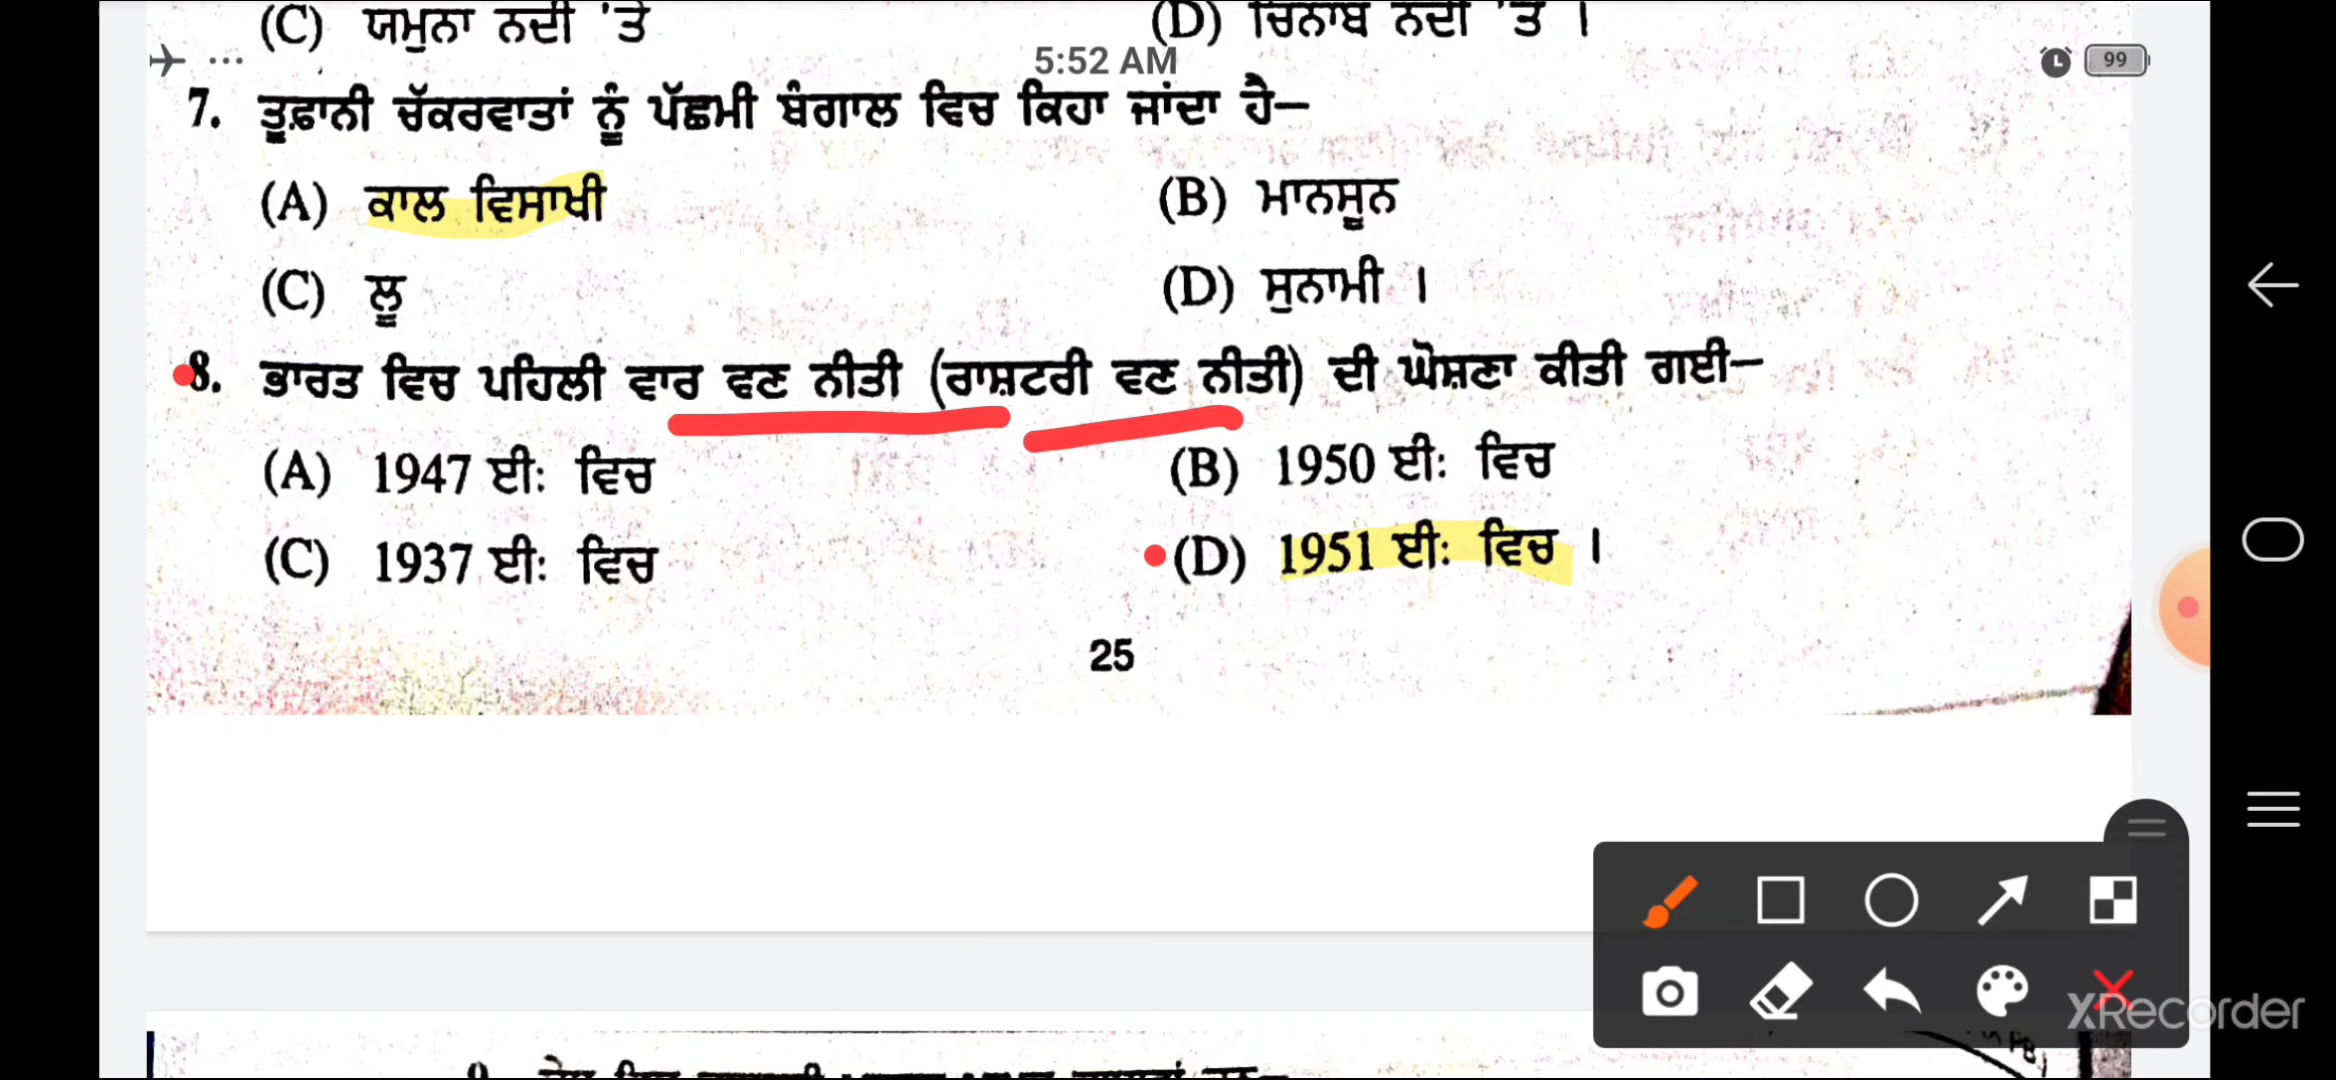 (C) ਯਮੁਨਾ ਨਦੀ 'ਤੇ (D) ਚਿਨਾਬ ਨਦੀ 'ਤੇ ।
5:52 AM 99
7. ਤੂਫ਼ਾਨੀ ਚੱਕਰਵਾਤਾਂ ਨੂੰ ਪੱਛਮੀ ਬੰਗਾਲ ਵਿਚ ਕਿਹਾ ਜਾਂਦਾ ਹੈ—
(A) ਕਾਲ ਵਿਸਾਖੀ (B) ਮਾਨਸੂਨ
(C) ਲੂ (D) ਸੁਨਾਮੀ ।
8. ਭਾਰਤ ਵਿਚ ਪਹਿਲੀ ਵਾਰ ਵਣ ਨੀਤੀ (ਰਾਸ਼ਟਰੀ ਵਣ ਨੀਤੀ) ਦੀ ਘੋਸ਼ਣਾ ਕੀਤੀ ਗਈ—
(A) 1947 ਈਃ ਵਿਚ (B) 1950 ਈਃ ਵਿਚ
(C) 1937 ਈਃ ਵਿਚ (D) 1951 ਈਃ ਵਿਚ ।
25
XRecorder